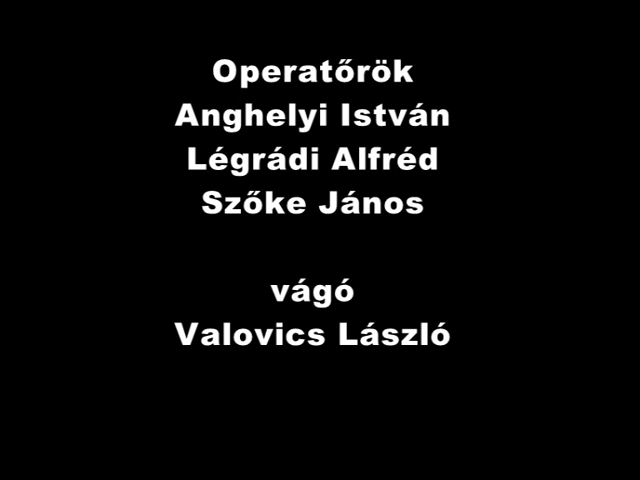 Operatőrök
Anghelyi István
Légrádi Alfréd
Szőke János
vágó
Valovics László